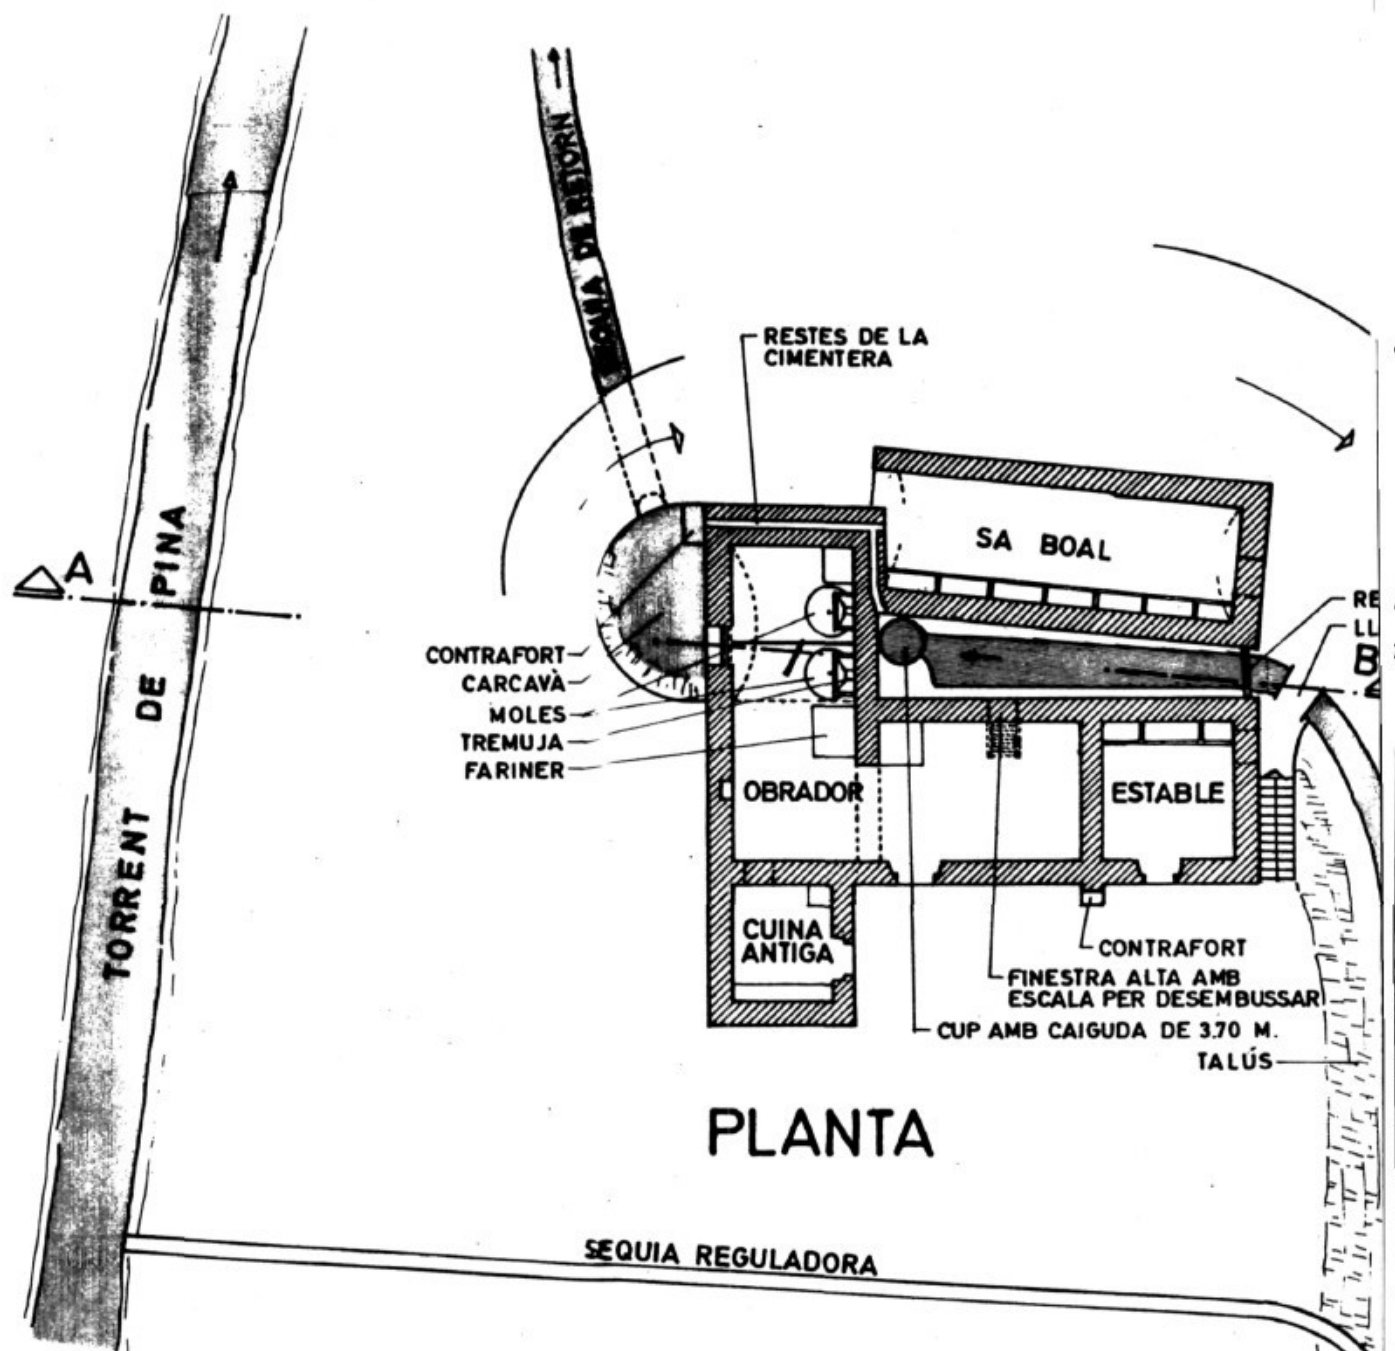 SEQUIA DE RETORN
RESTES DE LA
CIMENTERA
SA BOAL
A
TORRENT DE PINA
CONTRAFORT
CARCAVÀ
MOLES
TREMUJA
FARINER
B
OBRADOR
ESTABLE
CUINA
ANTIGA
CONTRAFORT
FINESTRA ALTA AMB
ESCALA PER DESEMBUSSAR
CUP AMB CAIGUDA DE 3.70 M.
TALÚS
PLANTA
SEQUIA REGULADORA